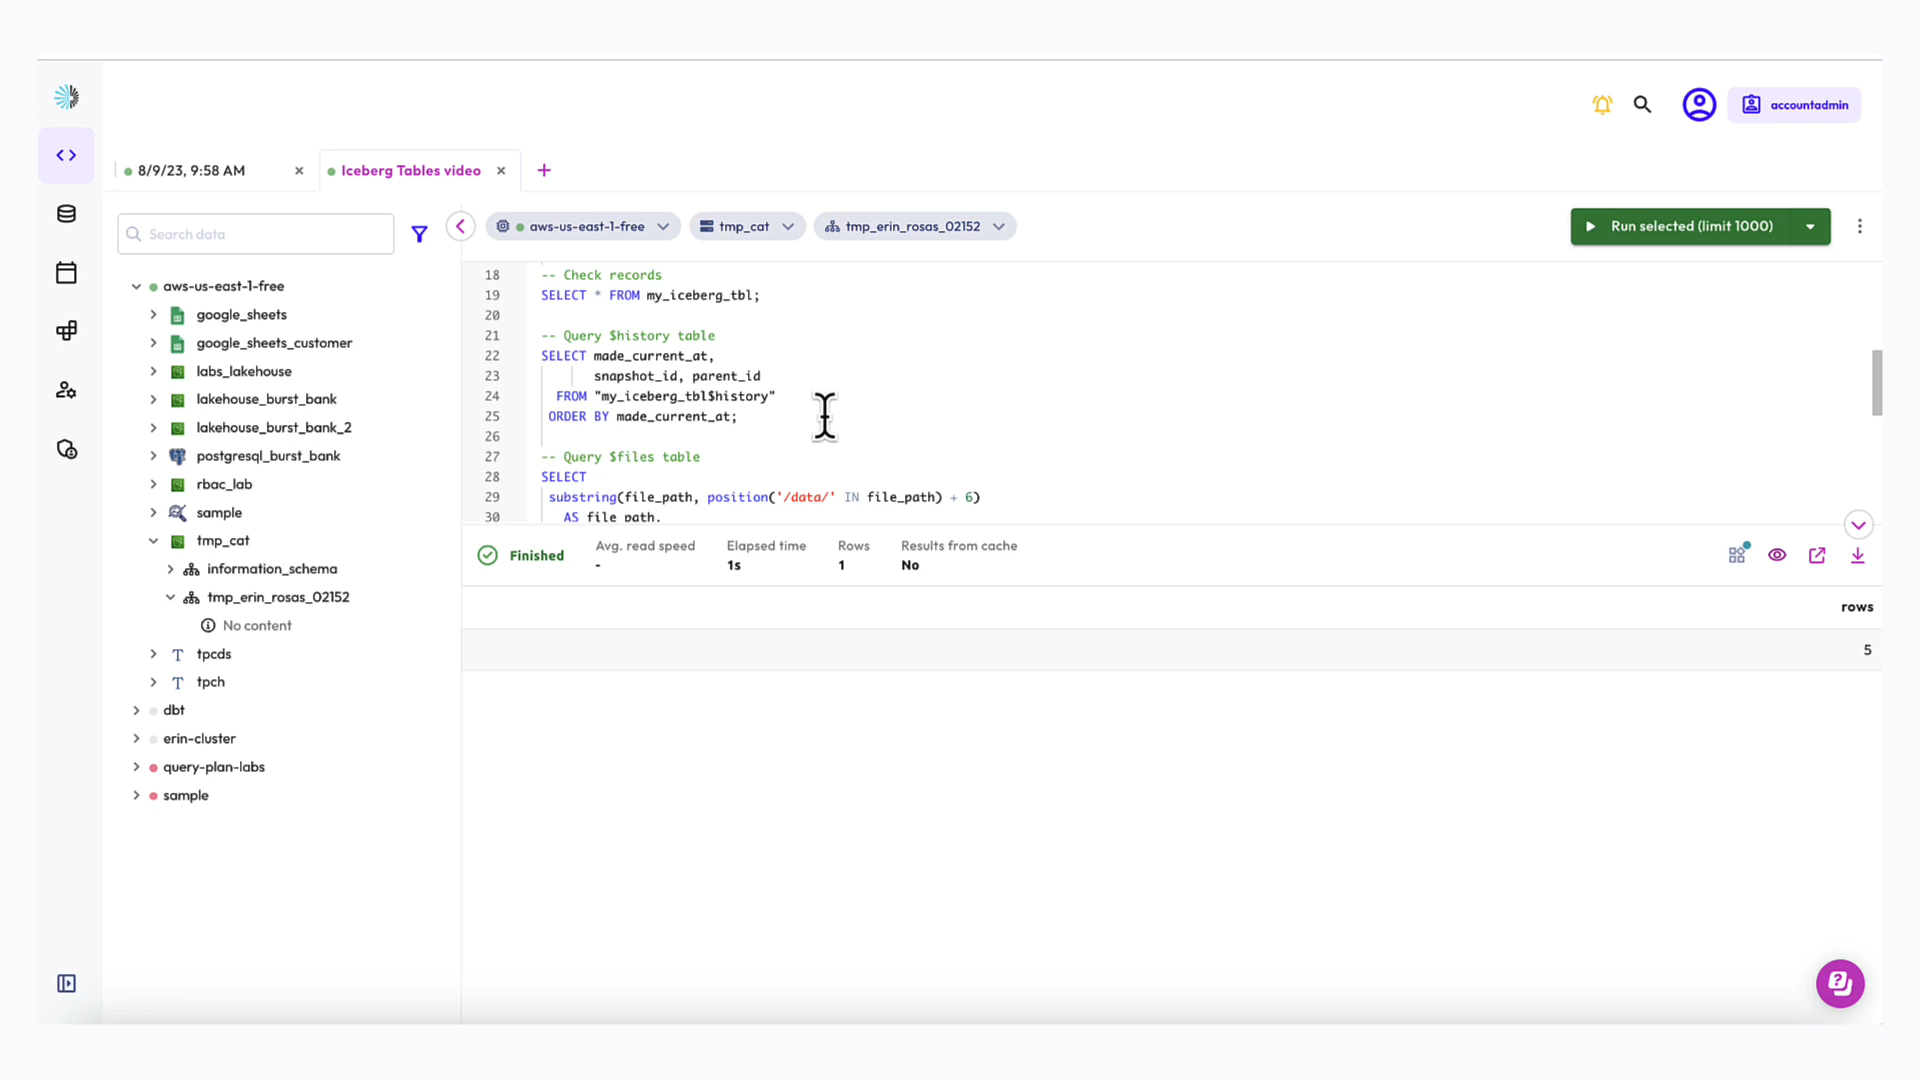 accountadmin
8/9/23, 9:58 AM
Iceberg Tables video
Search data
aws-us-east-1-free
tmp_cat
tmp_erin_rosas_02152
Run selected (limit 1000)
aws-us-east-1-free
google_sheets
google_sheets_customer
labs_lakehouse
lakehouse_burst_bank
lakehouse_burst_bank_2
postgresql_burst_bank
rbac_lab
sample
tmp_cat
information_schema
tmp_erin_rosas_02152
No content
tpcds
tpch
dbt
erin-cluster
query-plan-labs
sample
18 -- Check records
19 SELECT * FROM my_iceberg_tbl;
20
21 -- Query $history table
22 SELECT made_current_at,
23 snapshot_id, parent_id
24 FROM "my_iceberg_tbl$history"
25 ORDER BY made_current_at;
26
27 -- Query $files table
28 SELECT
29 substring(file_path, position('/data/' IN file_path) + 6)
30 AS file_path,
Finished
Avg. read speed Elapsed time Rows Results from cache
- 1s 1 No
rows
5